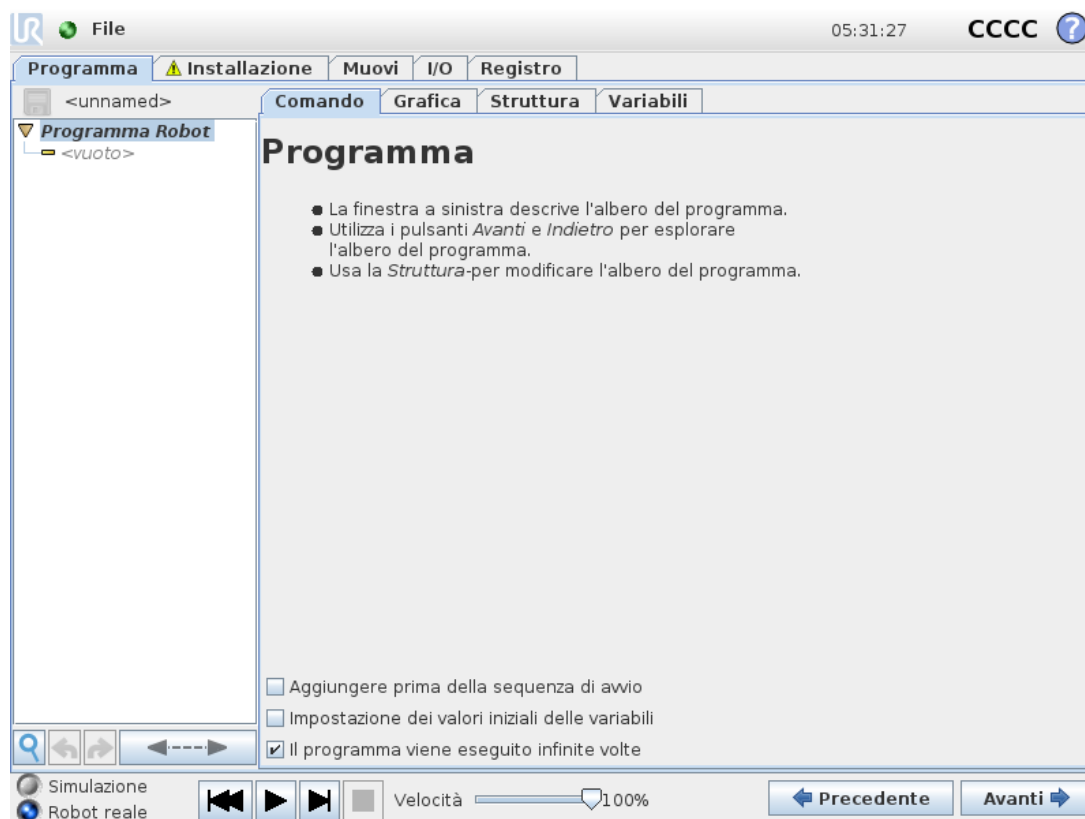 UR File 05:31:27 CCCC ?
Programma Installazione Muovi I/O Registro
<unnamed>
Comando Grafica Struttura Variabili
Programma Robot
<vuoto>
Programma
La finestra a sinistra descrive l'albero del programma.
Utilizza i pulsanti Avanti e Indietro per esplorare
l'albero del programma.
Usa la Struttura-per modificare l'albero del programma.
Aggiungere prima della sequenza di avvio
Impostazione dei valori iniziali delle variabili
Il programma viene eseguito infinite volte
Simulazione
Robot reale
Velocità 100%
Precedente
Avanti